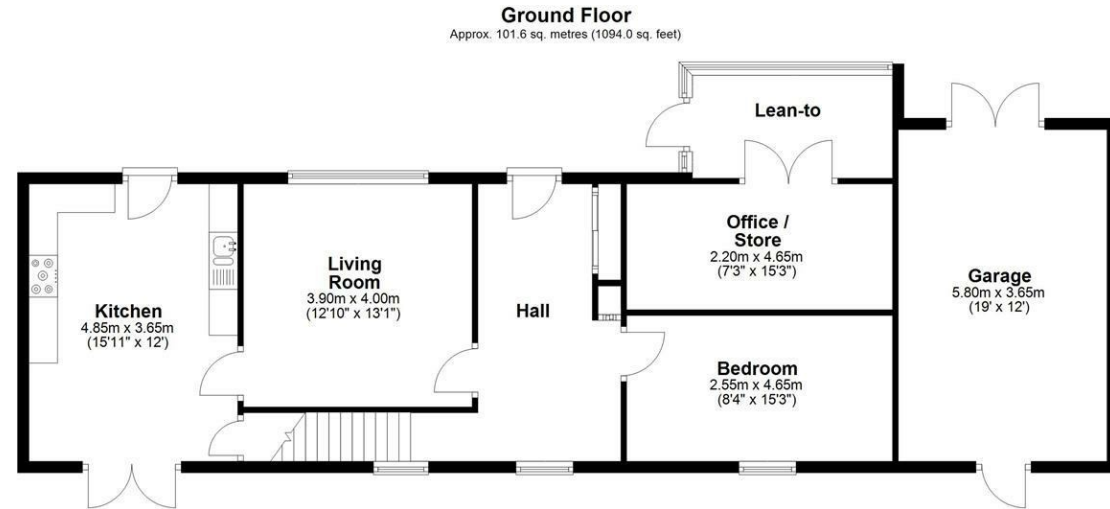 Ground Floor
Approx. 101.6 sq. metres (1094.0 sq. feet)
Lean-to
Office /
Store
2.20m x 4.65m
(7'3" x 15'3")
Living
Room
3.90m x 4.00m
(12'10" x 13'1")
Garage
5.80m x 3.65m
(19' x 12')
Kitchen
4.85m x 3.65m
(15'11" x 12')
Hall
Bedroom
2.55m x 4.65m
(8'4" x 15'3")